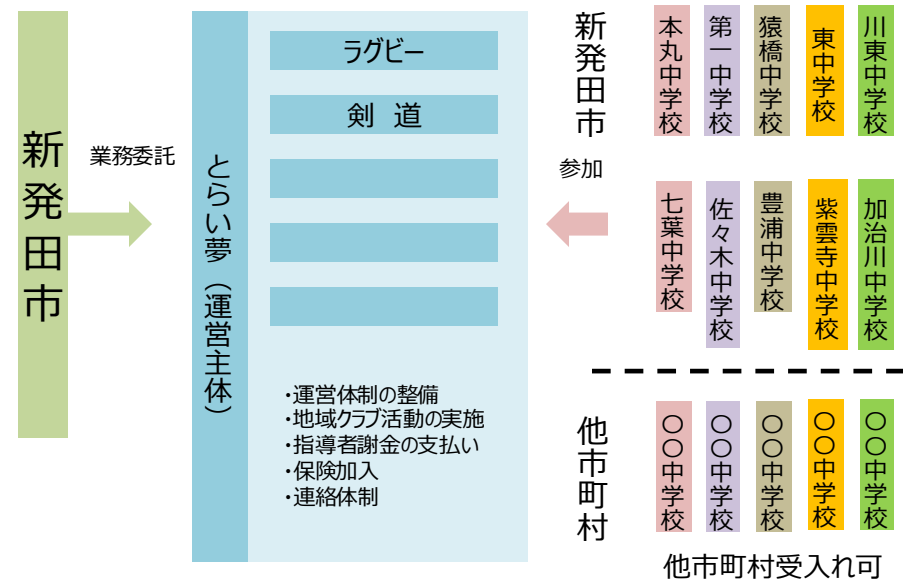 新発田市
業務委託
とらい夢（運営主体）
ラグビー
剣 道
・運営体制の整備
・地域クラブ活動の実施
・指導者謝金の支払い
・保険加入
・連絡体制
参加
新発田市
本丸中学校
第一中学校
猿橋中学校
東中学校
川東中学校
七葉中学校
佐々木中学校
豊浦中学校
紫雲寺中学校
加治川中学校
他市町村
〇〇中学校
〇〇中学校
〇〇中学校
〇〇中学校
〇〇中学校
他市町村受入れ可